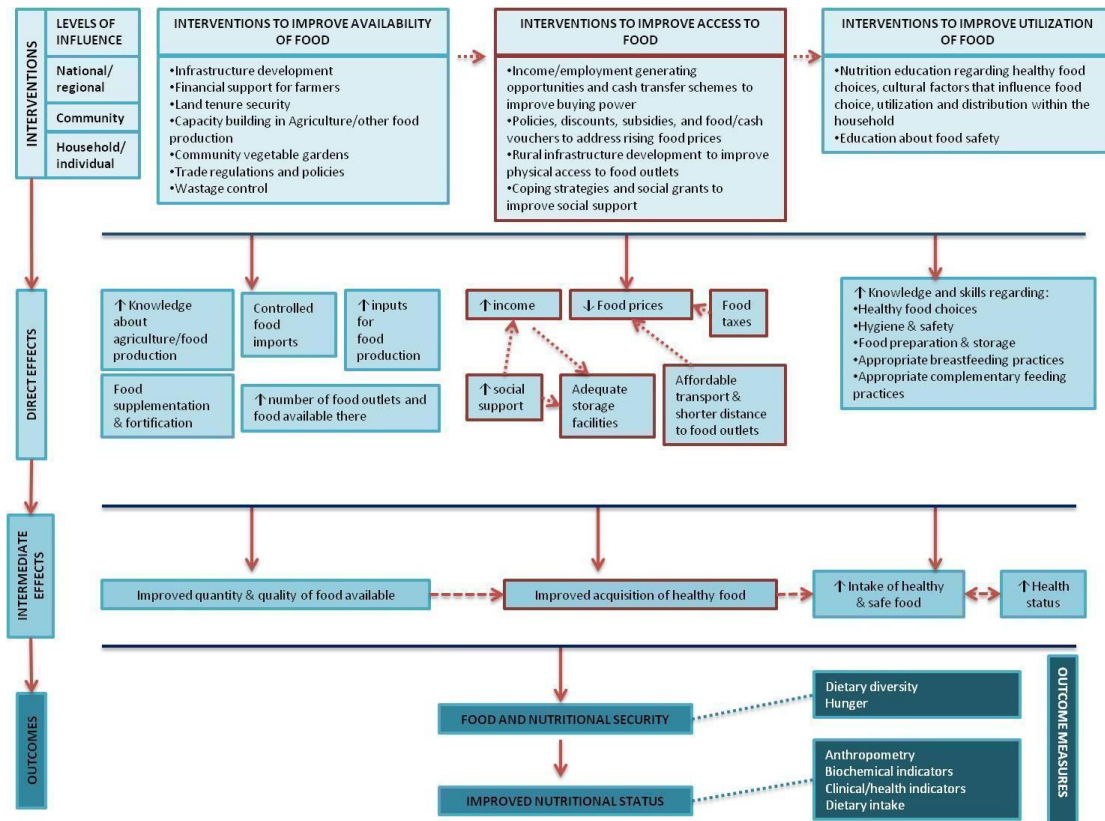 INTERVENTIONS
LEVELS OF
INFLUENCE
National/
regional
Community
Household/
individual
INTERVENTIONS TO IMPROVE AVAILABILITY
OF FOOD
•Infrastructure development
•Financial support for farmers
•Land tenure security
•Capacity building in Agriculture/other food
production
•Community vegetable gardens
•Trade regulations and policies
•Wastage control
INTERVENTIONS TO IMPROVE ACCESS TO
FOOD
•Income/employment generating
opportunities and cash transfer schemes to
improve buying power
•Policies, discounts, subsidies, and food/cash
vouchers to address rising food prices
•Rural infrastructure development to improve
physical access to food outlets
•Coping strategies and social grants to
improve social support
INTERVENTIONS TO IMPROVE UTILIZATION
OF FOOD
•Nutrition education regarding healthy food
choices, cultural factors that influence food
choice, utilization and distribution within the
household
•Education about food safety
DIRECT EFFECTS
↑ Knowledge
about
agriculture/food
production
Controlled
food
imports
↑ inputs
for
food
production
Food
supplementation
& fortification
↑ number of food outlets and
food available there
↑ income
↓ Food prices
Food
taxes
↑ social
support
Adequate
storage
facilities
Affordable
transport &
shorter distance
to food outlets
↑ Knowledge and skills regarding:
•Healthy food choices
•Hygiene & safety
•Food preparation & storage
•Appropriate breastfeeding practices
•Appropriate complementary feeding
practices
INTERMEDIATE
EFFECTS
Improved quantity & quality of food available
Improved acquisition of healthy food
↑ Intake of healthy
& safe food
↑ Health
status
OUTCOMES
FOOD AND NUTRITIONAL SECURITY
Dietary diversity
Hunger
IMPROVED NUTRITIONAL STATUS
Anthropometry
Biochemical indicators
Clinical/health indicators
Dietary intake
OUTCOME MEASURES